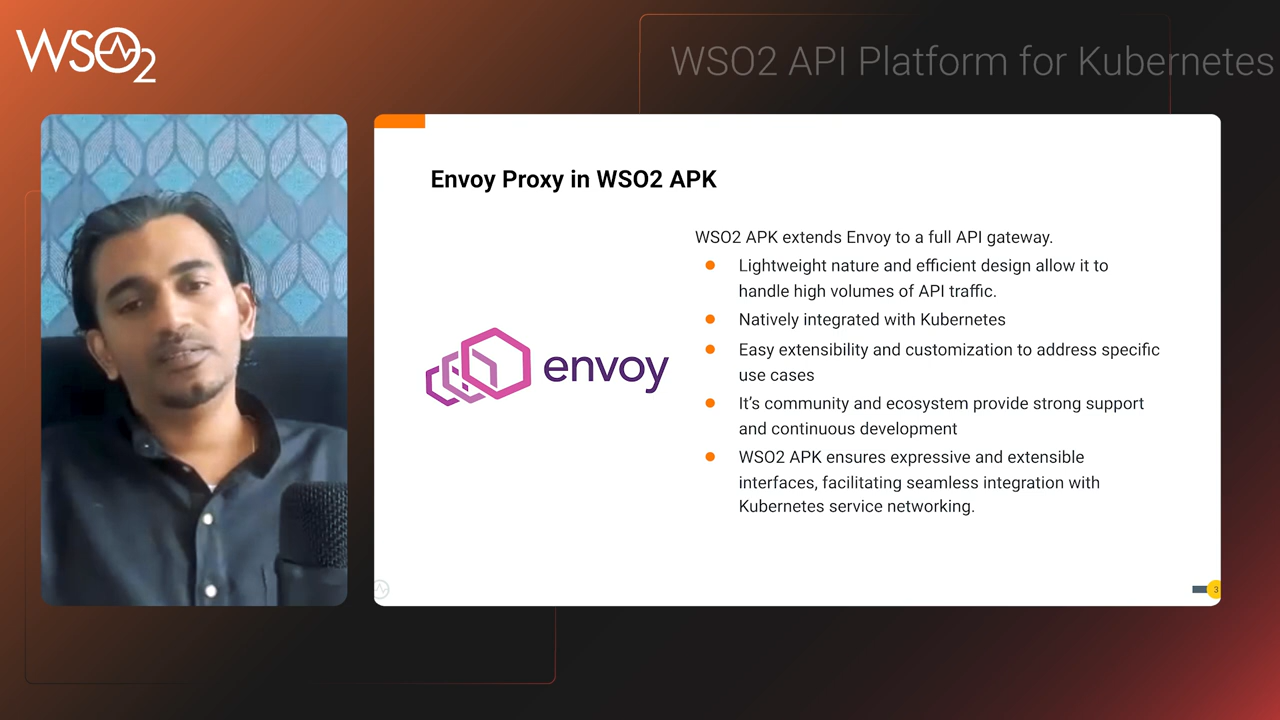 WSO2
WSO2 API Platform for Kubernetes
Envoy Proxy in WSO2 APK
WSO2 APK extends Envoy to a full API gateway.
Lightweight nature and efficient design allow it to
handle high volumes of API traffic.
Natively integrated with Kubernetes
Easy extensibility and customization to address specific
use cases
It's community and ecosystem provide strong support
and continuous development
WSO2 APK ensures expressive and extensible
interfaces, facilitating seamless integration with
Kubernetes service networking.
envoy
3